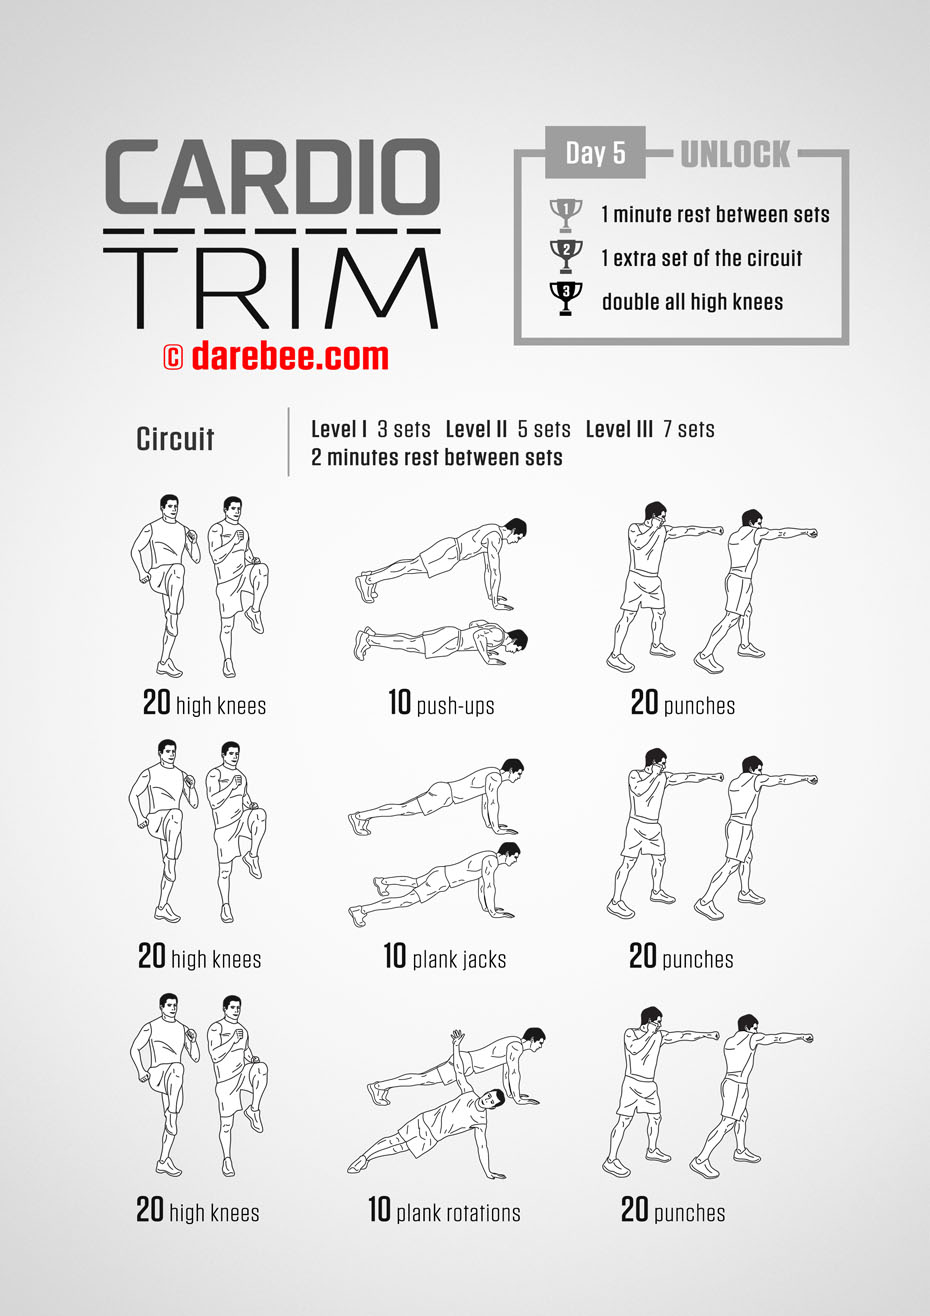 CARDIO
TRIM
© darebee.com
Day 5 UNLOCK
1 1 minute rest between sets
2 1 extra set of the circuit
3 double all high knees
Circuit
Level I 3 sets Level II 5 sets Level III 7 sets
2 minutes rest between sets
20 high knees
10 push-ups
20 punches
20 high knees
10 plank jacks
20 punches
20 high knees
10 plank rotations
20 punches